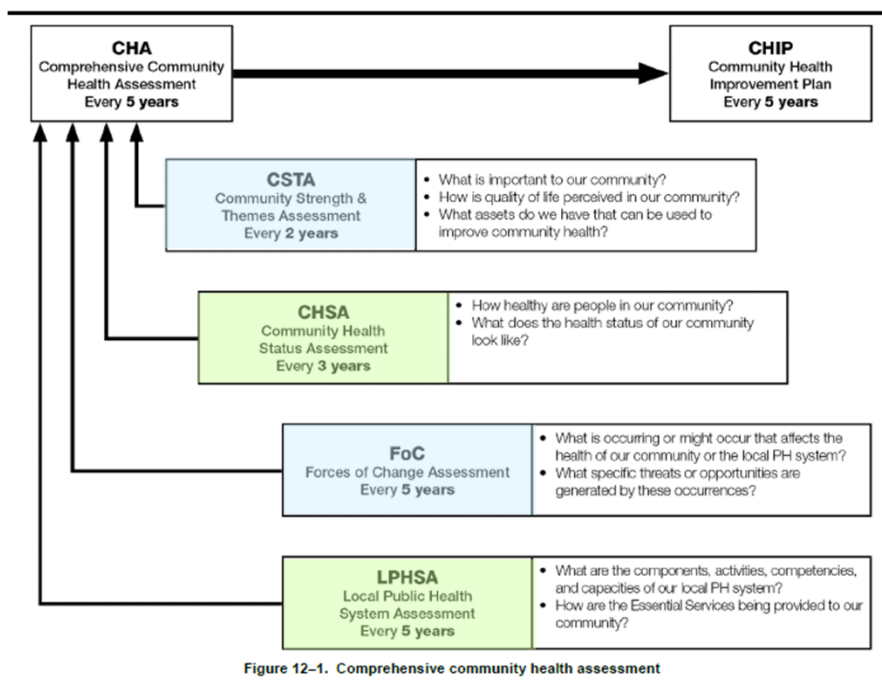 CHA
Comprehensive Community
Health Assessment
Every 5 years
CHIP
Community Health
Improvement Plan
Every 5 years
CSTA
Community Strength &
Themes Assessment
Every 2 years
• What is important to our community?
• How is quality of life perceived in our community?
• What assets do we have that can be used to
improve community health?
CHSA
Community Health
Status Assessment
Every 3 years
• How healthy are people in our community?
• What does the health status of our community
look like?
FoC
Forces of Change Assessment
Every 5 years
• What is occurring or might occur that affects the
health of our community or the local PH system?
• What specific threats or opportunities are
generated by these occurrences?
LPHSA
Local Public Health
System Assessment
Every 5 years
• What are the components, activities, competencies,
and capacities of our local PH system?
• How are the Essential Services being provided to our
community?
Figure 12–1. Comprehensive community health assessment